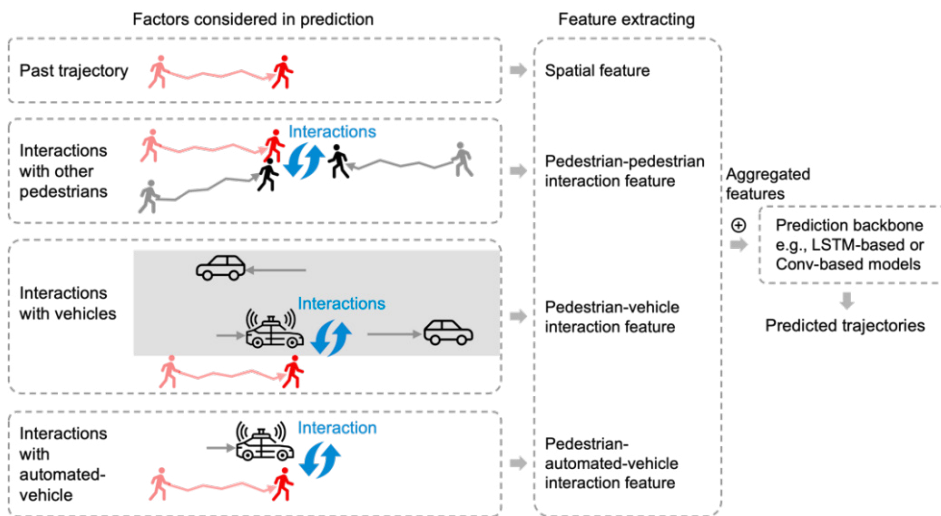 Factors considered in prediction
Feature extracting
Past trajectory
Spatial feature
Interactions
with other
pedestrians
Interactions
Pedestrian-pedestrian
interaction feature
Aggregated
features
Prediction backbone
e.g., LSTM-based or
Conv-based models
Predicted trajectories
Interactions
with vehicles
Interactions
Pedestrian-vehicle
interaction feature
Interactions
with
automated-
vehicle
Interaction
Pedestrian-
automated-vehicle
interaction feature